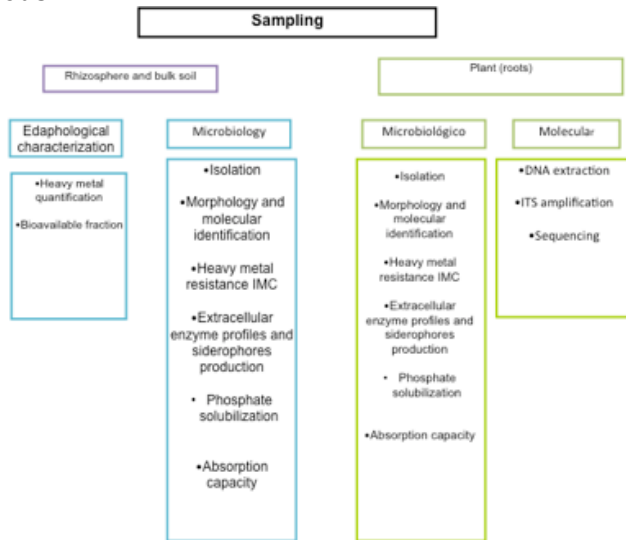 Sampling
Rhizosphere and bulk soil
Plant (roots)
Edaphological
characterization
Microbiology
Microbiológico
Molecular
•Heavy metal
quantification
•Bioavailable fraction
•Isolation
•Morphology and
molecular
identification
•Heavy metal
resistance IMC
•Extracellular
enzyme profiles and
siderophores
production
• Phosphate
solubilization
•Absorption
capacity
•Isolation
•Morphology and
molecular
identification
•Heavy metal
resistance IMC
•Extracellular
enzyme profiles and
siderophores
production
• Phosphate
solubilization
•Absorption capacity
•DNA extraction
•ITS amplification
•Sequencing